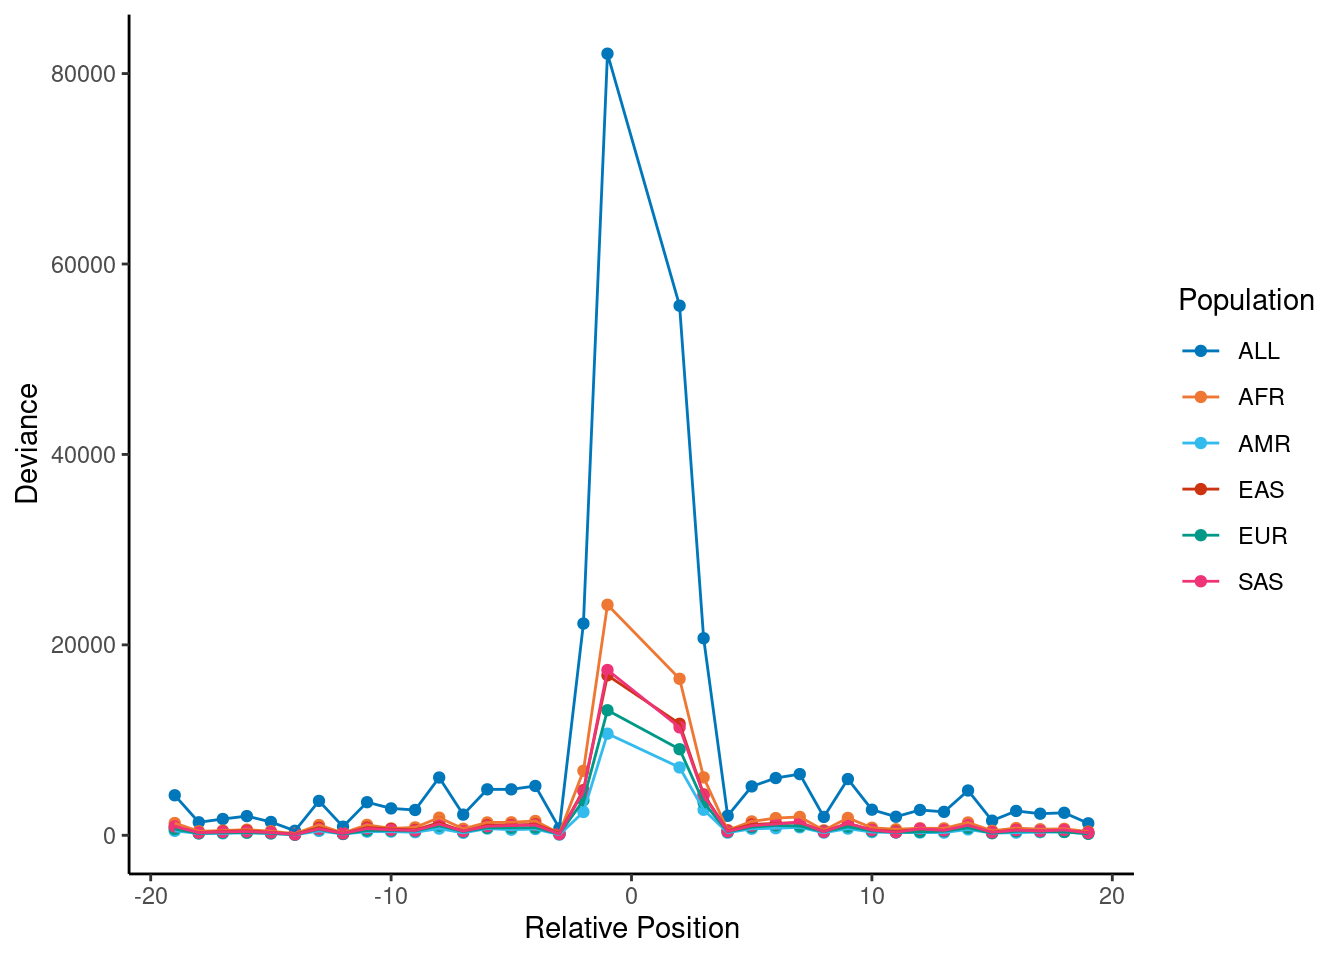 80000
60000
40000
20000
0
Deviance
-20
-10
0
10
20
Relative Position
Population
ALL
AFR
AMR
EAS
EUR
SAS